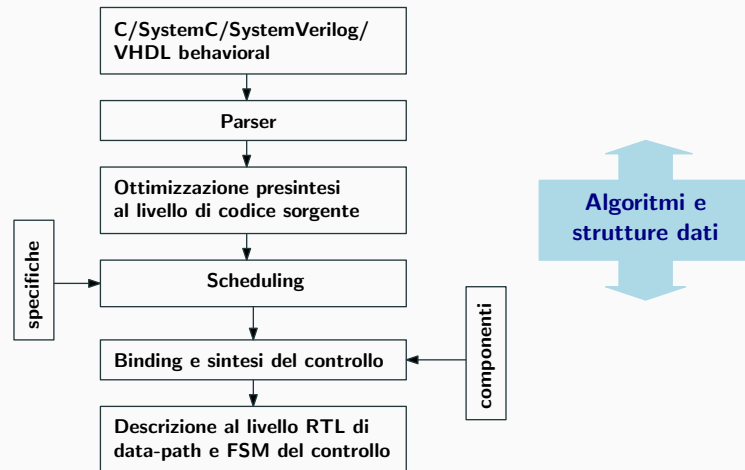 C/SystemC/SystemVerilog/
VHDL behavioral
Parser
Ottimizzazione presintesi
al livello di codice sorgente
specifiche
Scheduling
Binding e sintesi del controllo
componenti
Descrizione al livello RTL di
data-path e FSM del controllo
Algoritmi e
strutture dati